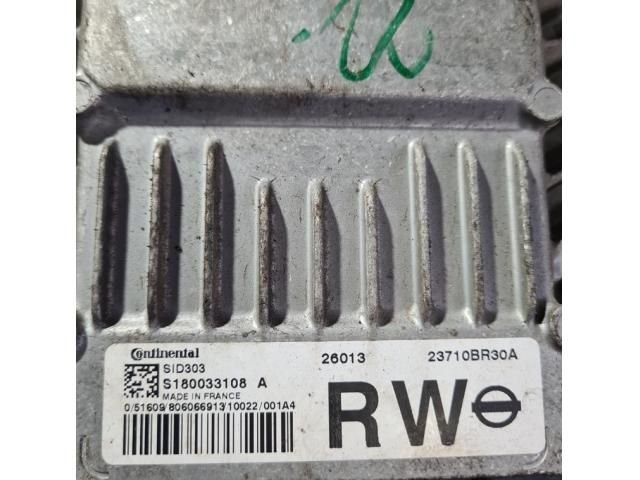 Continental 26013 23710BR30A
SID303
S180033108 A
MADE IN FRANCE
0/51609/806066913/10022/001A4
RW